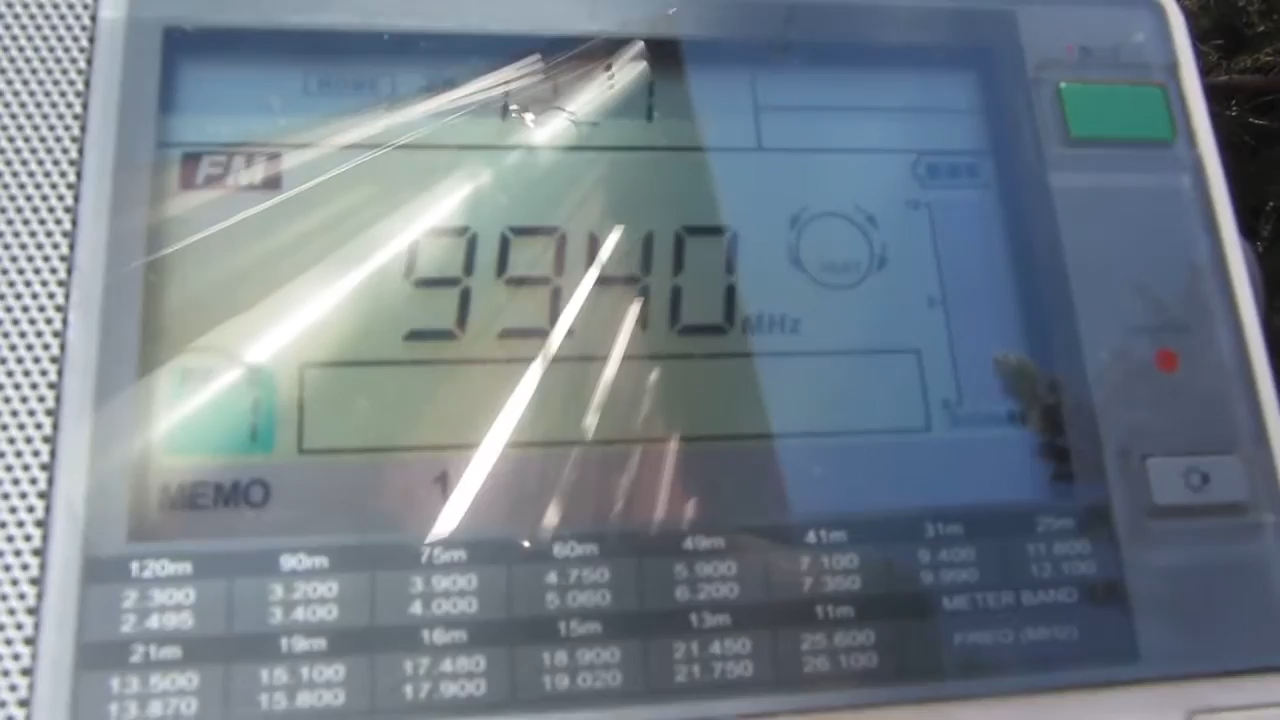 FM
99.40 MHz
MEMO 1
120m 90m 75m 60m 49m 41m 31m 25m
2.300 3.200 3.900 4.750 5.900 7.100 9.400 11.600
2.495 3.400 4.000 5.060 6.200 7.350 9.990 12.100
21m 19m 16m 15m 13m 11m METER BAND
13.500 15.100 17.480 18.900 21.450 25.600 FREQ (MHz)
13.870 15.800 17.900 19.020 21.750 26.100